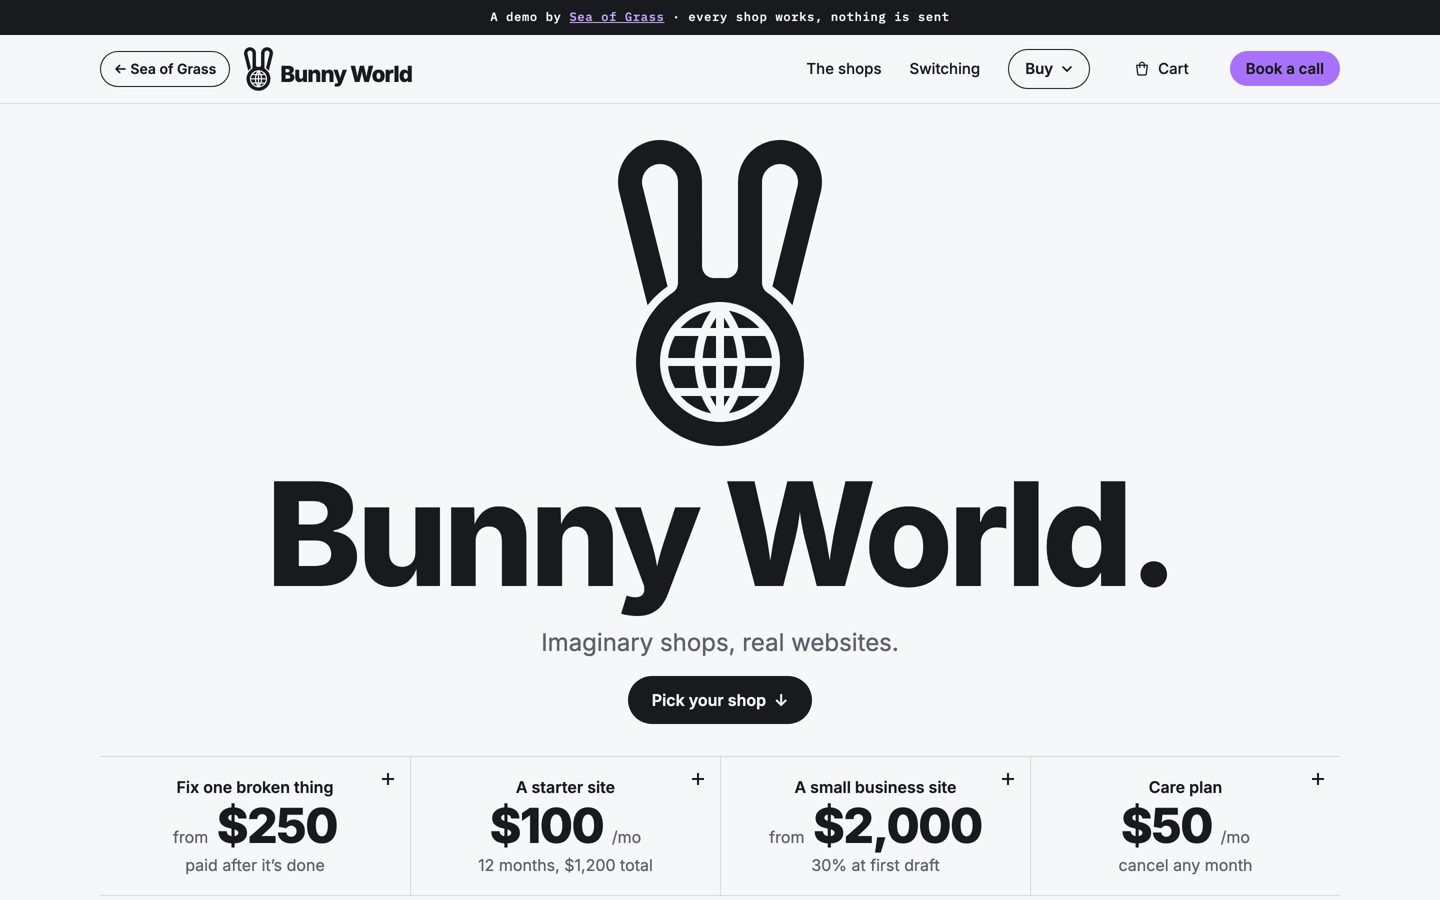 A demo by Sea of Grass · every shop works, nothing is sent
← Sea of Grass
Bunny World
The shops
Switching
Buy
Cart
Book a call
Bunny World.
Imaginary shops, real websites.
Pick your shop ↓
Fix one broken thing +
from $250
paid after it’s done
A starter site +
$100 /mo
12 months, $1,200 total
A small business site +
from $2,000
30% at first draft
Care plan +
$50 /mo
cancel any month